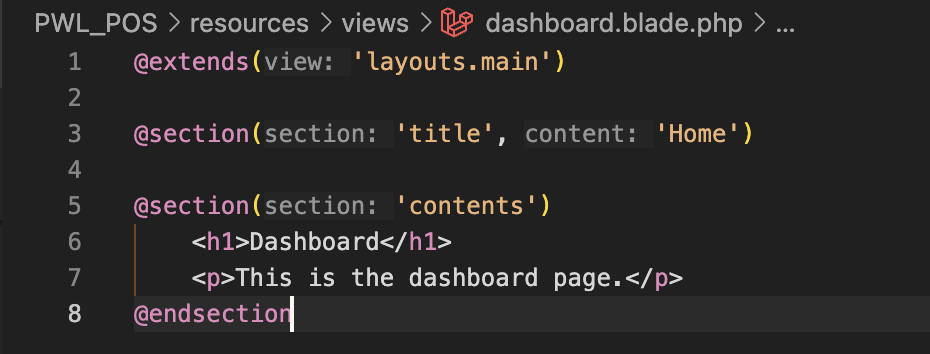 PWL_POS > resources > views > dashboard.blade.php > ...
1 @extends(view: 'layouts.main')
2
3 @section(section: 'title', content: 'Home')
4
5 @section(section: 'contents')
6 <h1>Dashboard</h1>
7 <p>This is the dashboard page.</p>
8 @endsection